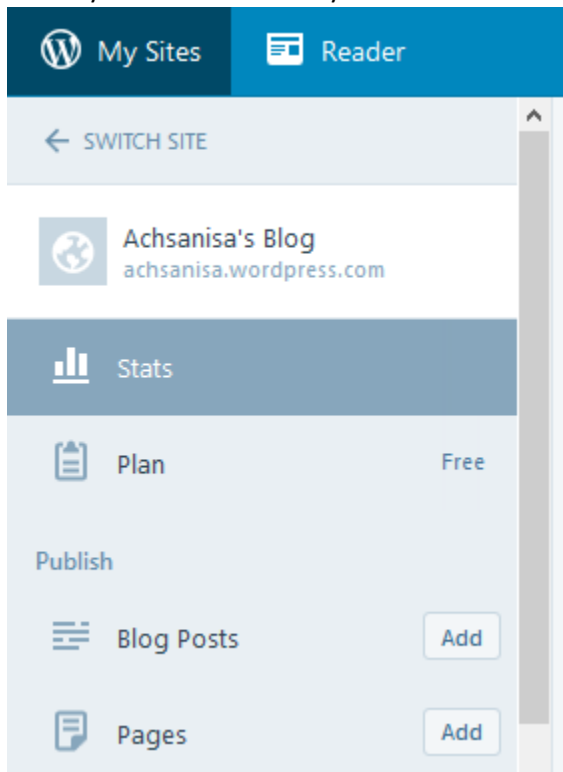 My Sites Reader
SWITCH SITE
Achsanisa's Blog
achsanisa.wordpress.com
Stats
Plan Free
Publish
Blog Posts Add
Pages Add